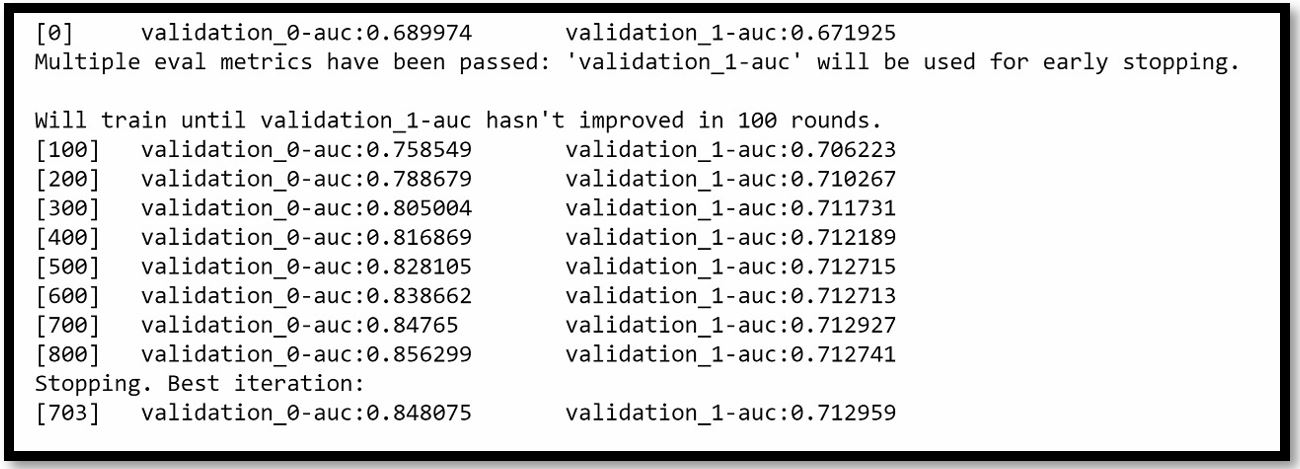 [0] validation_0-auc:0.689974 validation_1-auc:0.671925
Multiple eval metrics have been passed: 'validation_1-auc' will be used for early stopping.
Will train until validation_1-auc hasn't improved in 100 rounds.
[100] validation_0-auc:0.758549 validation_1-auc:0.706223
[200] validation_0-auc:0.788679 validation_1-auc:0.710267
[300] validation_0-auc:0.805004 validation_1-auc:0.711731
[400] validation_0-auc:0.816869 validation_1-auc:0.712189
[500] validation_0-auc:0.828105 validation_1-auc:0.712715
[600] validation_0-auc:0.838662 validation_1-auc:0.712713
[700] validation_0-auc:0.84765 validation_1-auc:0.712927
[800] validation_0-auc:0.856299 validation_1-auc:0.712741
Stopping. Best iteration:
[703] validation_0-auc:0.848075 validation_1-auc:0.712959